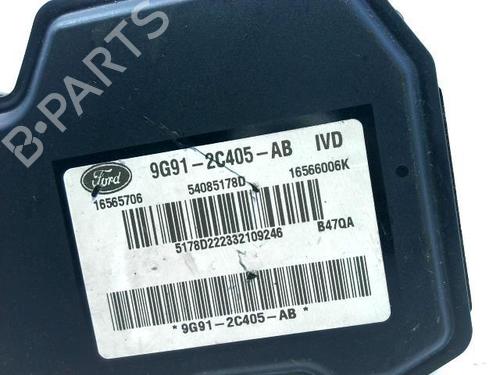 B-PARTS
Ford
9G91-2C405-AB IVD
16565706 54085178D 16566006K
5178D222332109246 B47QA
* 9G91-2C405-AB *